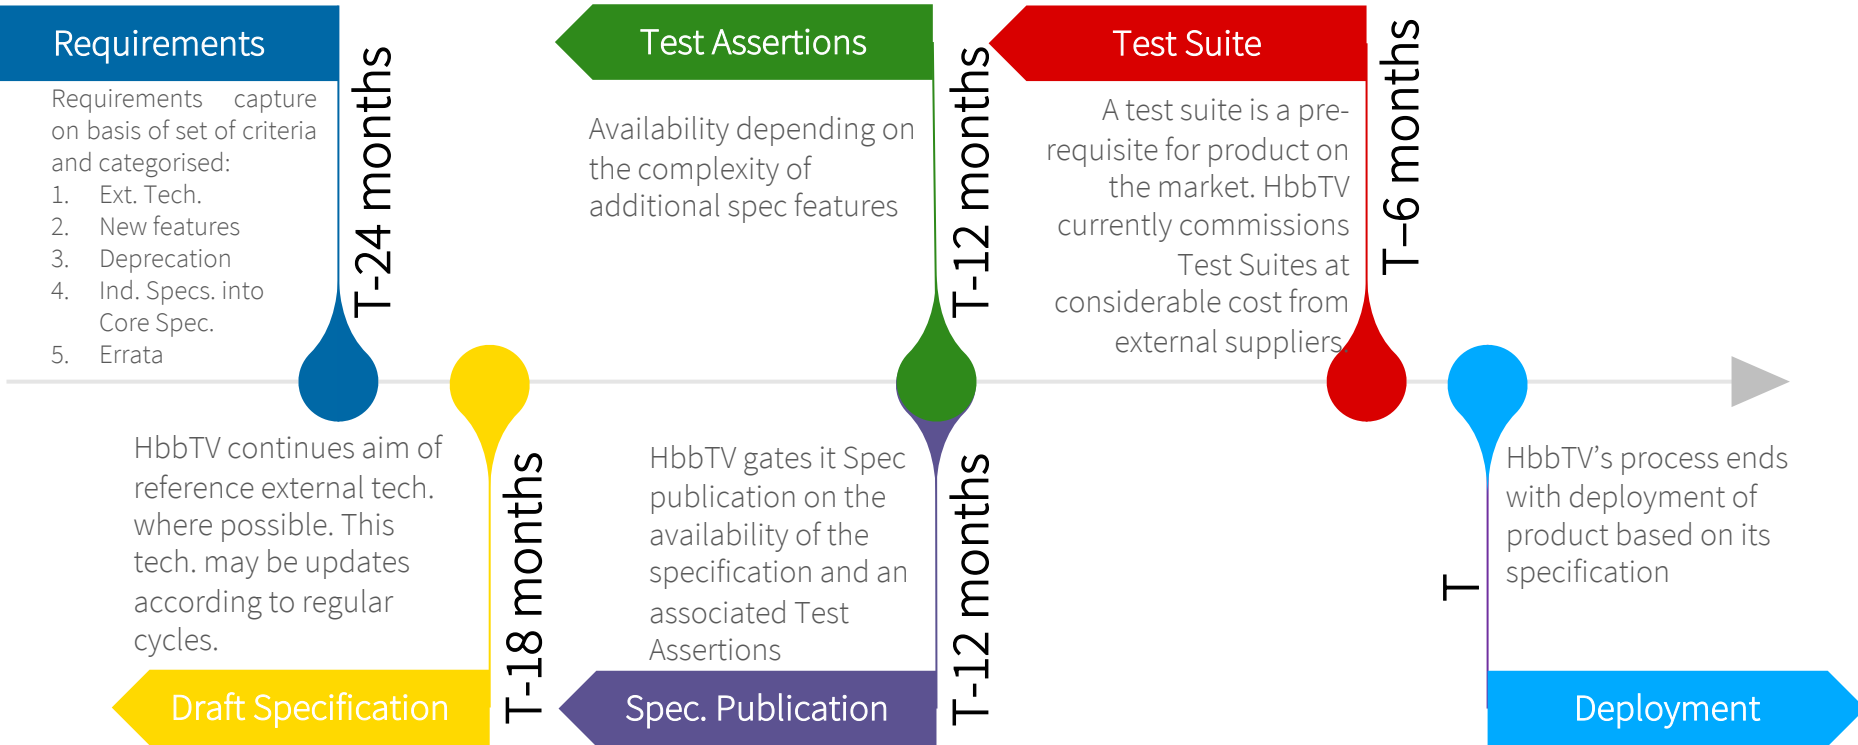 Requirements
Requirements capture
on basis of set of criteria
and categorised:
1. Ext. Tech.
2. New features
3. Deprecation
4. Ind. Specs. into
Core Spec.
5. Errata
T-24 months
Test Assertions
Availability depending on
the complexity of
additional spec features
T-12 months
Test Suite
A test suite is a pre-
requisite for product on
the market. HbbTV
currently commissions
Test Suites at
considerable cost from
external suppliers.
T–6 months
HbbTV continues aim of
reference external tech.
where possible. This
tech. may be updates
according to regular
cycles.
Draft Specification
T-18 months
HbbTV gates it Spec
publication on the
availability of the
specification and an
associated Test
Assertions
Spec. Publication
T-12 months
T
HbbTV’s process ends
with deployment of
product based on its
specification
Deployment